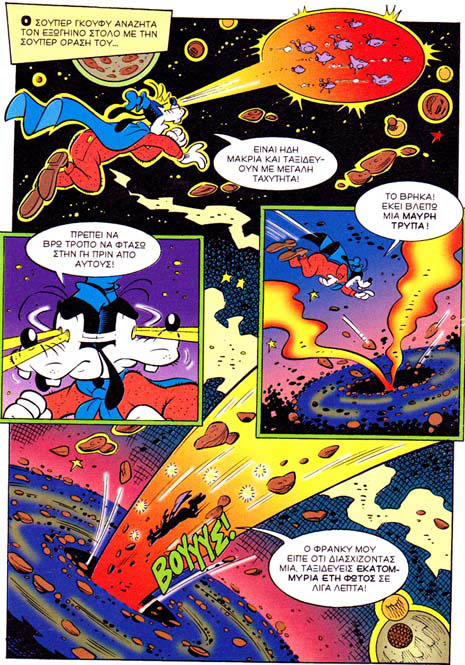 Ο ΣΟΥΠΕΡ ΓΚΟΥΦΥ ΑΝΑΖΗΤΑ
ΤΟΝ ΕΞΩΓΗΙΝΟ ΣΤΟΛΟ ΜΕ ΤΗΝ
ΣΟΥΠΕΡ ΟΡΑΣΗ ΤΟΥ...
ΕΙΝΑΙ ΗΔΗ
ΜΑΚΡΙΑ ΚΑΙ ΤΑΞΙΔΕΥ-
ΟΥΝ ΜΕ ΜΕΓΑΛΗ
ΤΑΧΥΤΗΤΑ!
ΠΡΕΠΕΙ ΝΑ
ΒΡΩ ΤΡΟΠΟ ΝΑ ΦΤΑΣΩ
ΣΤΗΝ ΓΗ ΠΡΙΝ ΑΠΟ
ΑΥΤΟΥΣ!
ΤΟ ΒΡΗΚΑ!
ΕΚΕΙ ΒΛΕΠΩ
ΜΙΑ ΜΑΥΡΗ
ΤΡΥΠΑ!
ΒΟΥΥΥΣ!
Ο ΦΡΑΝΚΥ ΜΟΥ
ΕΙΠΕ ΟΤΙ ΔΙΑΣΧΙΖΟΝΤΑΣ
ΜΙΑ, ΤΑΞΙΔΕΥΕΙΣ ΕΚΑΤΟΜ-
ΜΥΡΙΑ ΕΤΗ ΦΩΤΟΣ ΣΕ
ΛΙΓΑ ΛΕΠΤΑ!